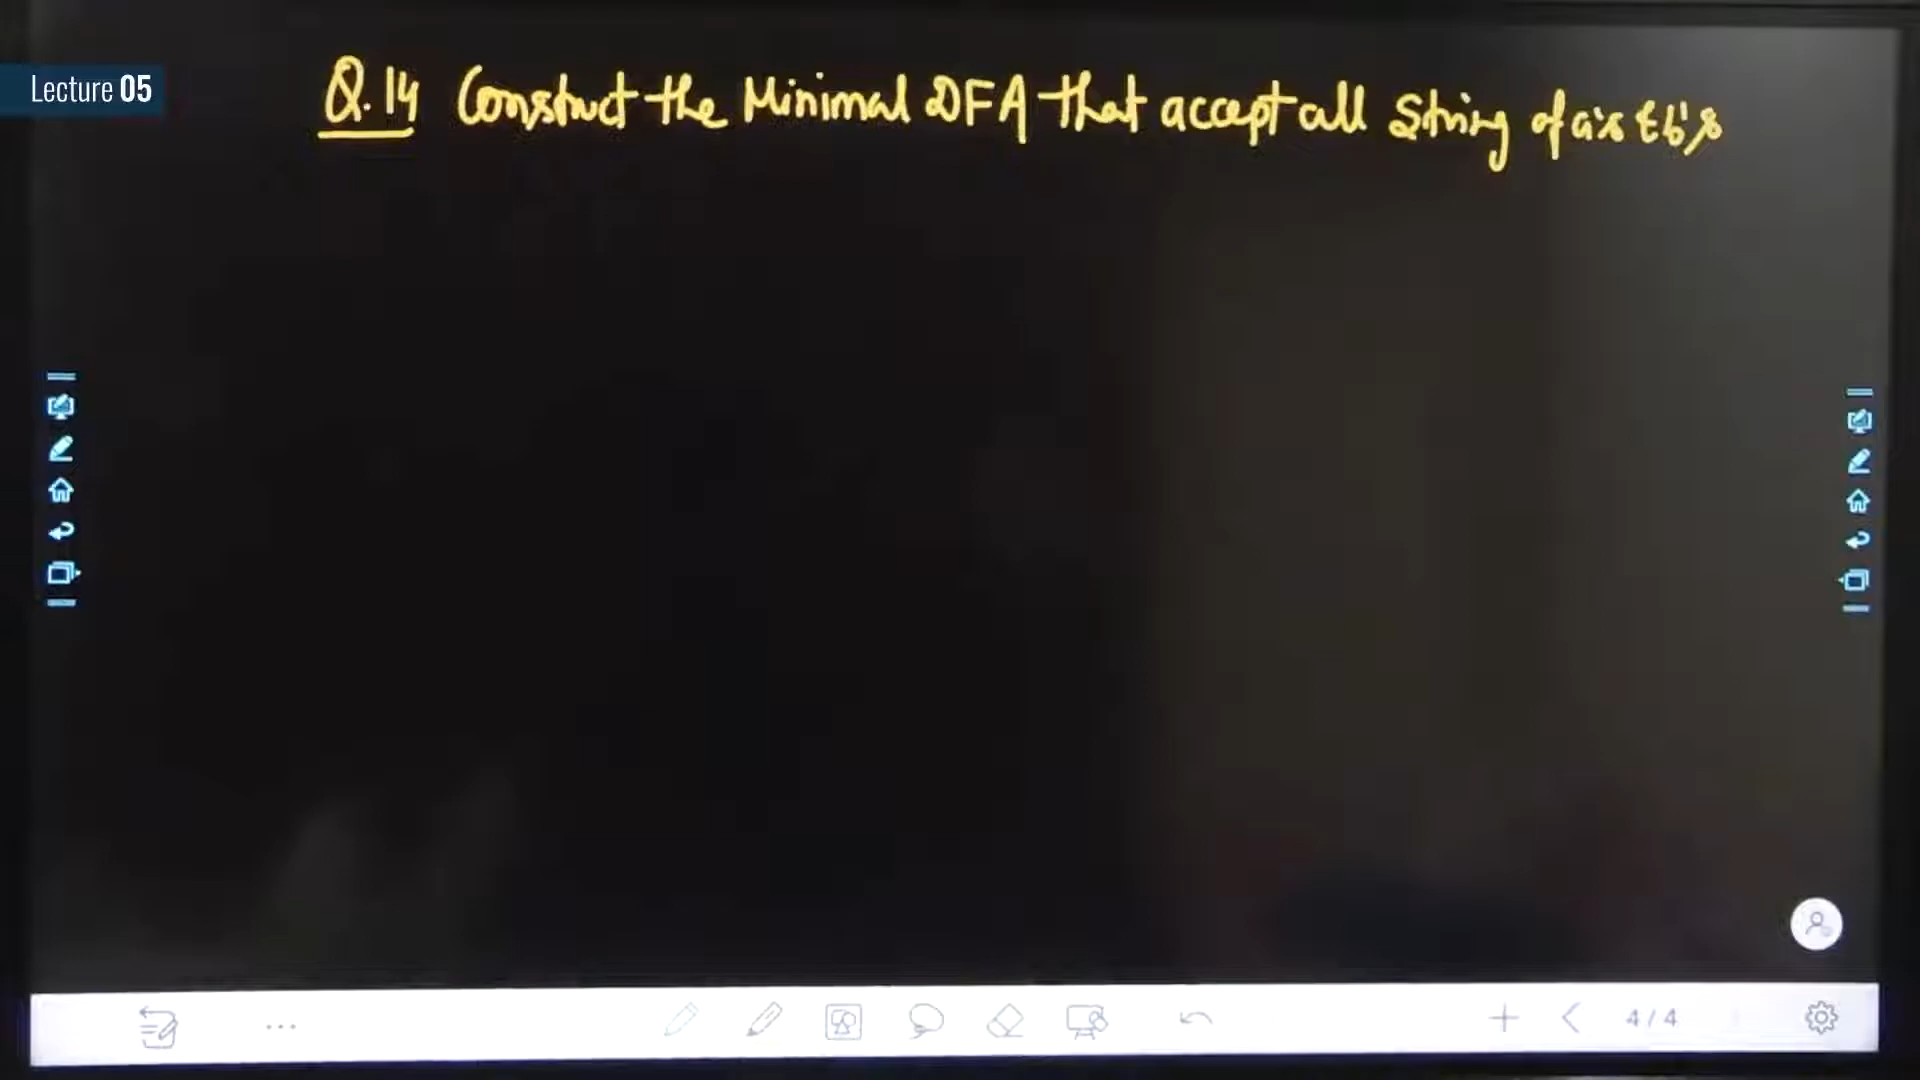 Lecture 05
Q.14 Construct the Minimal DFA that accept all String of a's & b's
4/4